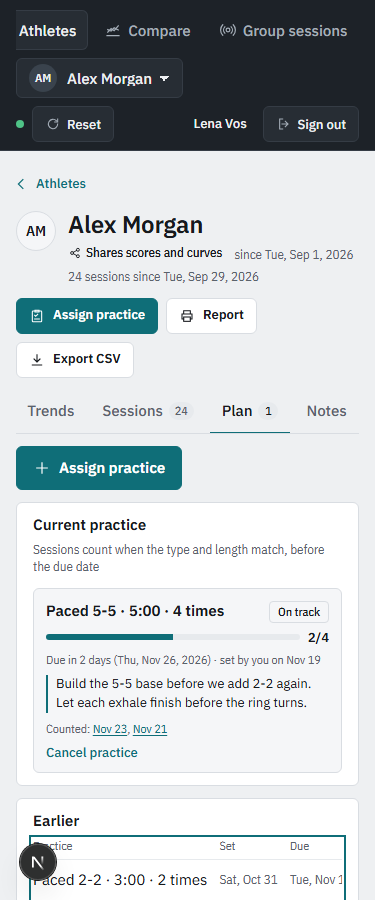 Athletes Compare Group sessions
AM Alex Morgan
Reset Lena Vos Sign out
Athletes
AM Alex Morgan
Shares scores and curves since Tue, Sep 1, 2026
24 sessions since Tue, Sep 29, 2026
Assign practice Report
Export CSV
Trends Sessions 24 Plan 1 Notes
Assign practice
Current practice
Sessions count when the type and length match, before
the due date
Paced 5-5 · 5:00 · 4 times On track
2/4
Due in 2 days (Thu, Nov 26, 2026) · set by you on Nov 19
Build the 5-5 base before we add 2-2 again.
Let each exhale finish before the ring turns.
Counted: Nov 23, Nov 21
Cancel practice
Earlier
Practice Set Due
N
Paced 2-2 · 3:00 · 2 times Sat, Oct 31 Tue, Nov